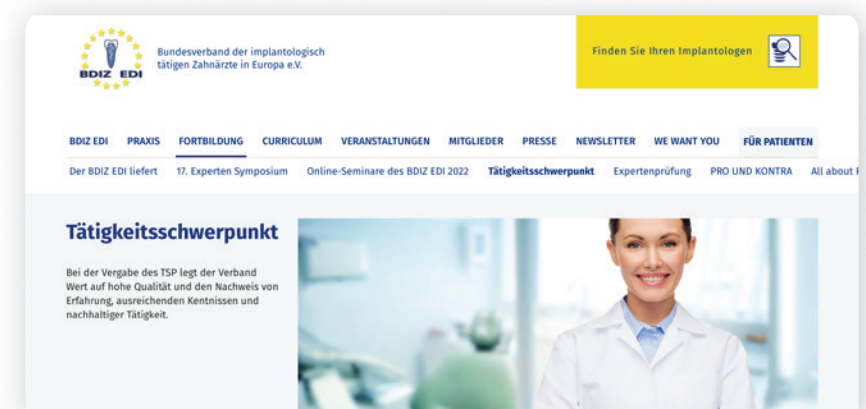 BDIZ EDI
Bundesverband der implantologisch
tätigen Zahnärzte in Europa e.V.
Finden Sie Ihren Implantologen
BDIZ EDI PRAXIS FORTBILDUNG CURRICULUM VERANSTALTUNGEN MITGLIEDER PRESSE NEWSLETTER WE WANT YOU FÜR PATIENTEN
Der BDIZ EDI liefert 17. Experten Symposium Online-Seminare des BDIZ EDI 2022 Tätigkeitsschwerpunkt Expertenprüfung PRO UND KONTRA All about
Tätigkeitsschwerpunkt
Bei der Vergabe des TSP legt der Verband
Wert auf hohe Qualität und den Nachweis von
Erfahrung, ausreichenden Kentnissen und
nachhaltiger Tätigkeit.